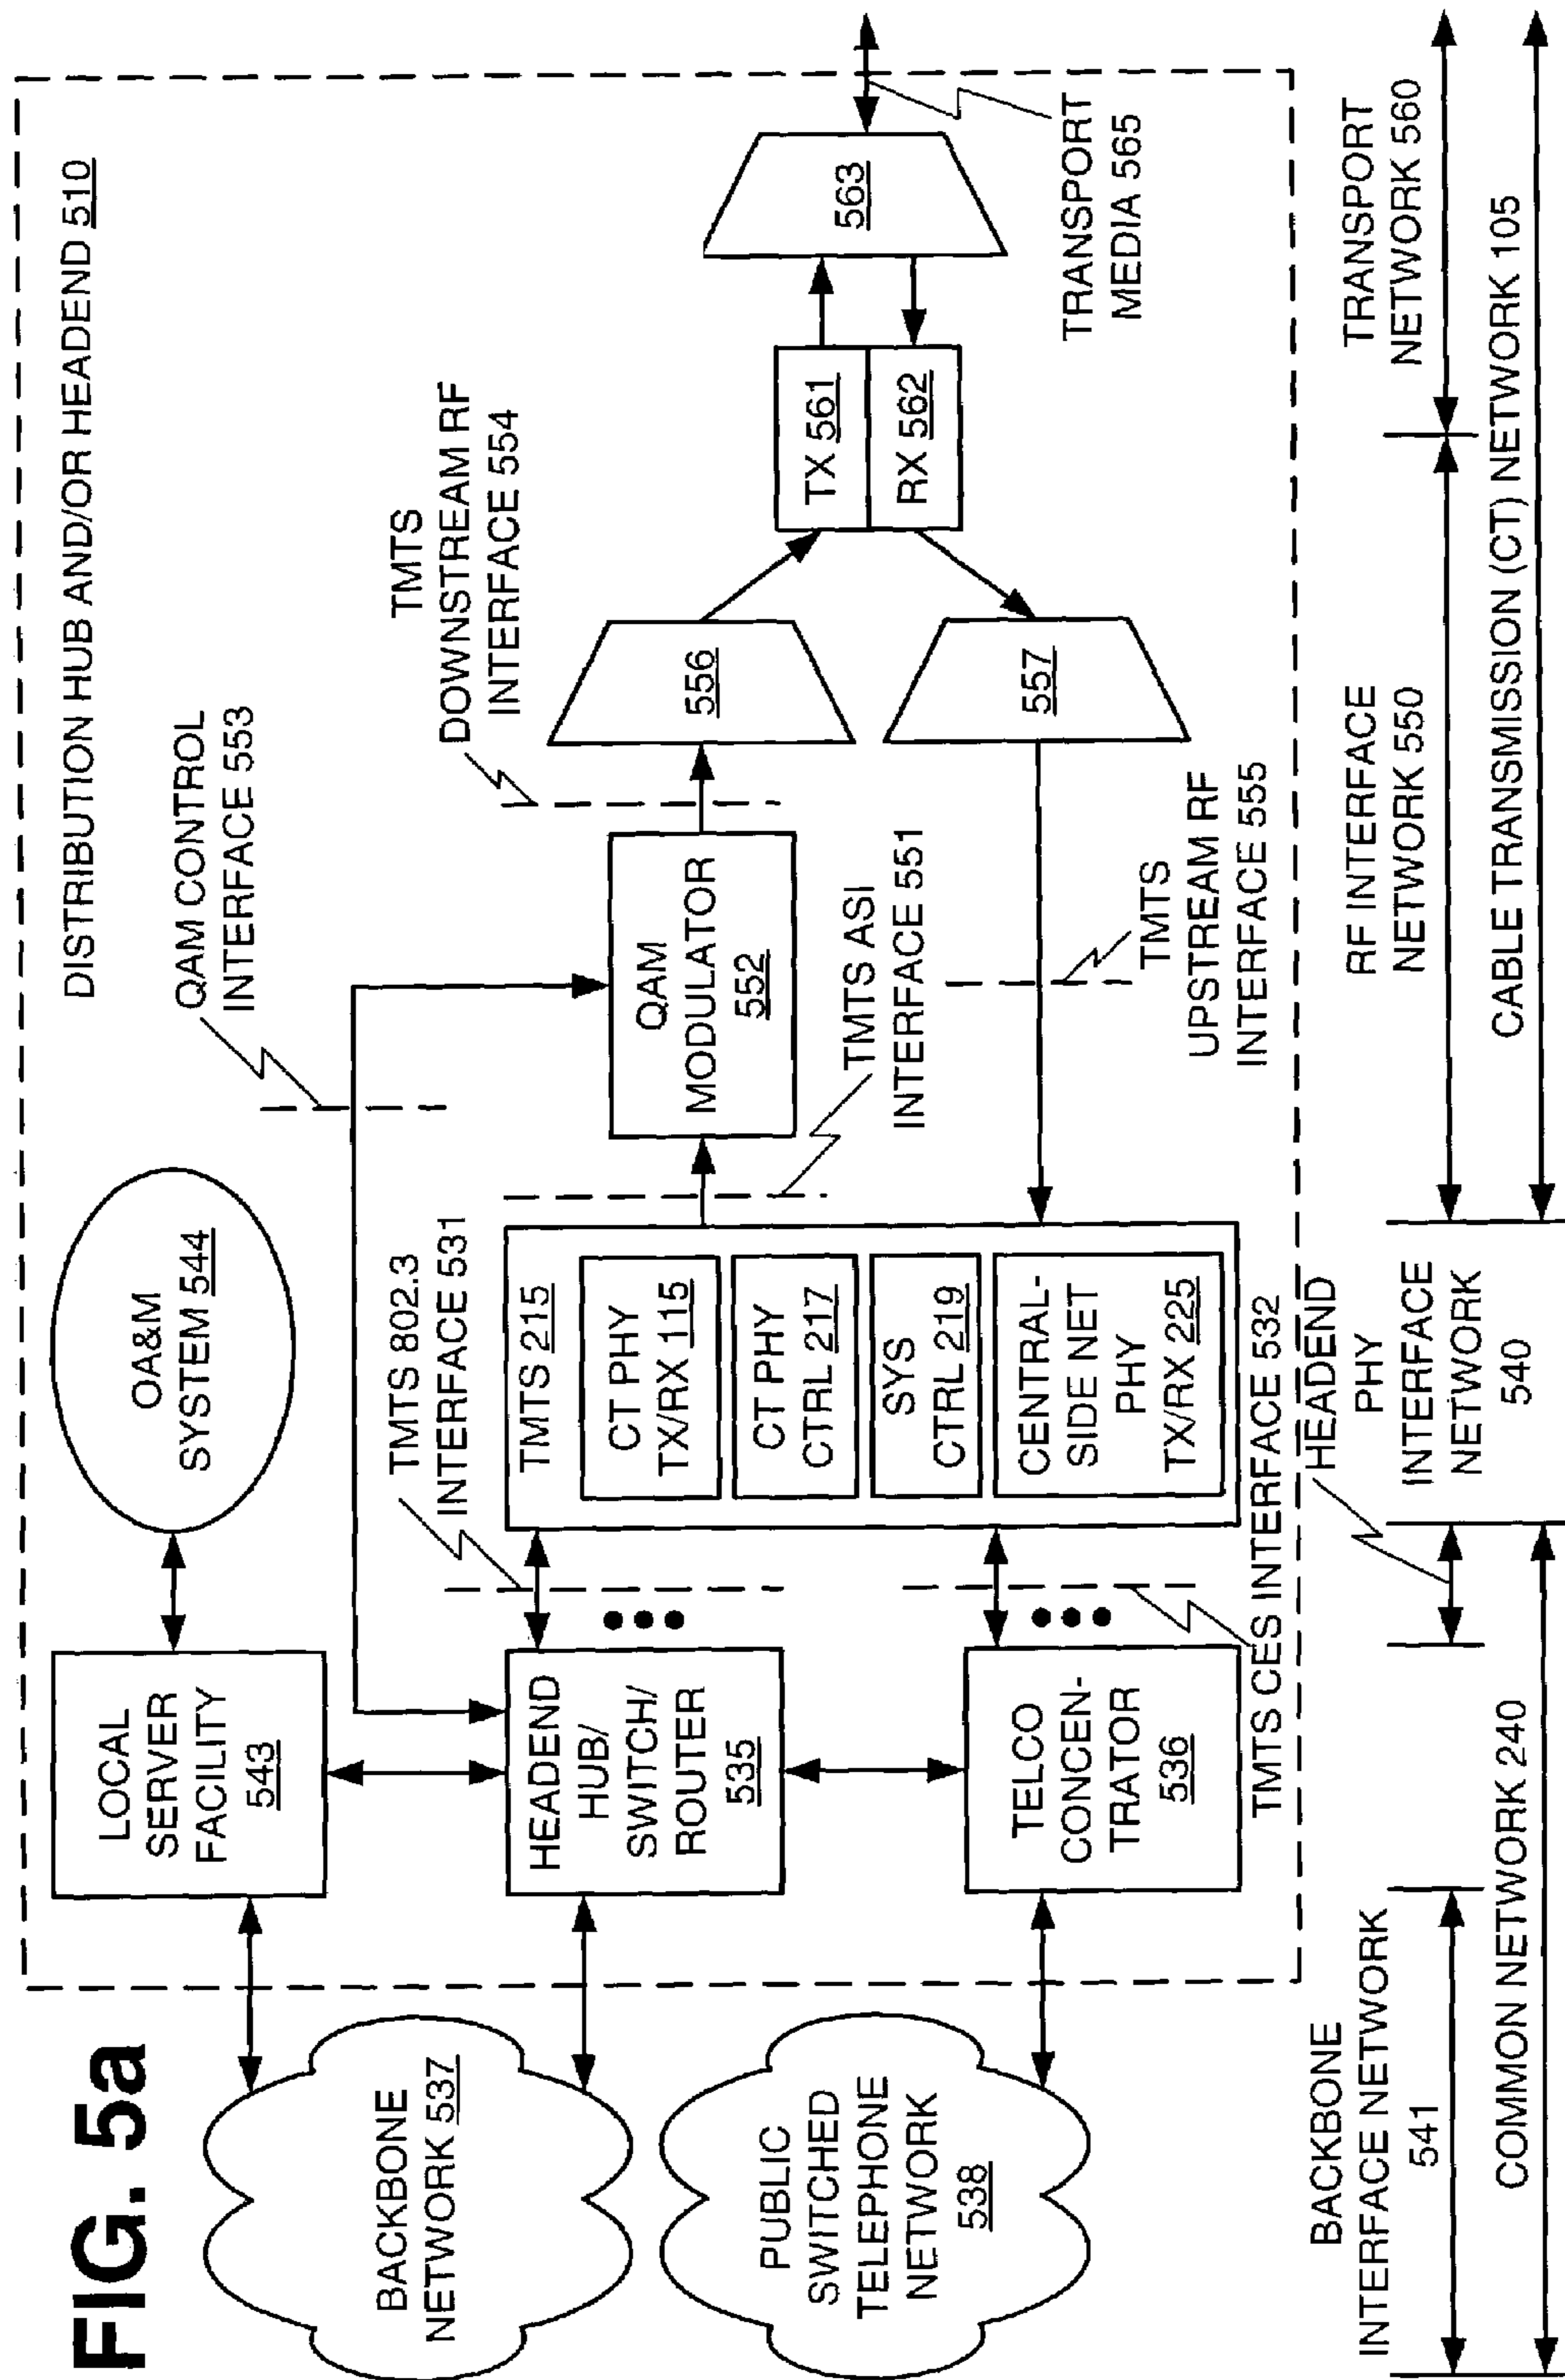 FIG. 5a
DISTRIBUTION HUB AND/OR HEADEND 510
BACKBONE
NETWORK 537
PUBLIC
SWITCHED
TELEPHONE
NETWORK
538
LOCAL
SERVER
FACILITY
543
OA&M
SYSTEM 544
HEADEND
HUB/
SWITCH/
ROUTER
535
TELCO
CONCEN-
TRATOR
536
TMTS 802.3
INTERFACE 531
TMTS CES INTERFACE 532
TMTS 215
CT PHY
TX/RX 115
CT PHY
CTRL 217
SYS
CTRL 219
CENTRAL-
SIDE NET
PHY
TX/RX 225
QAM CONTROL
INTERFACE 553
QAM
MODULATOR
552
TMTS ASI
INTERFACE 551
TMTS
DOWNSTREAM RF
INTERFACE 554
TMTS
UPSTREAM RF
INTERFACE 555
556
557
TX 561
RX 562
563
TRANSPORT
MEDIA 565
BACKBONE
INTERFACE NETWORK
541
HEADEND
PHY
INTERFACE
NETWORK
540
RF INTERFACE
NETWORK 550
TRANSPORT
NETWORK 560
COMMON NETWORK 240
CABLE TRANSMISSION (CT) NETWORK 105